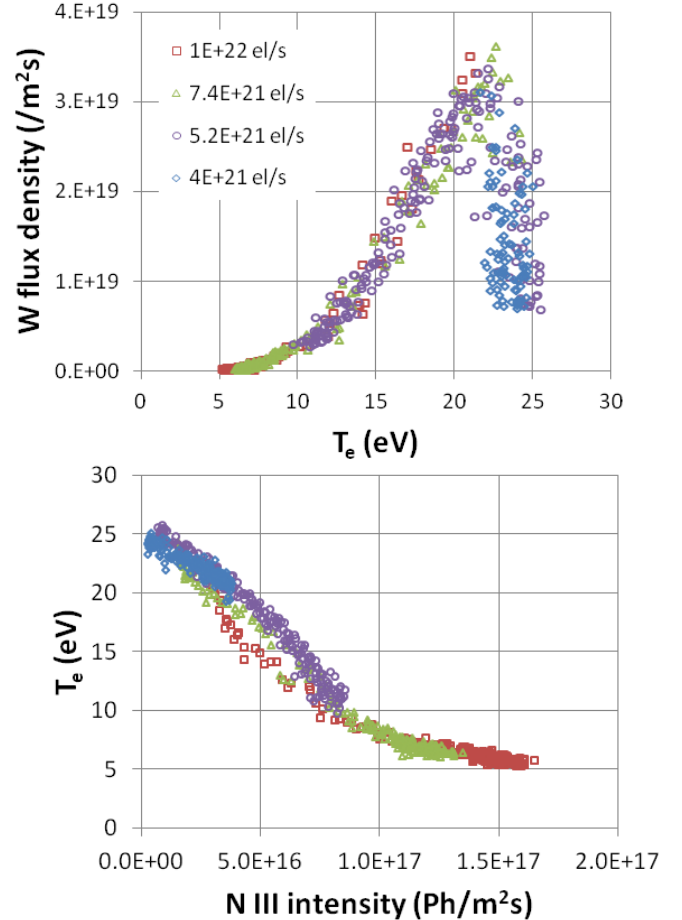 4.E+19
3.E+19
2.E+19
1.E+19
0.E+00
W flux density (/m²s)
1E+22 el/s
7.4E+21 el/s
5.2E+21 el/s
4E+21 el/s
0 5 10 15 20 25 30
Tₑ (eV)
30
25
20
15
10
5
0
Tₑ (eV)
0.0E+00 5.0E+16 1.0E+17 1.5E+17 2.0E+17
N III intensity (Ph/m²s)